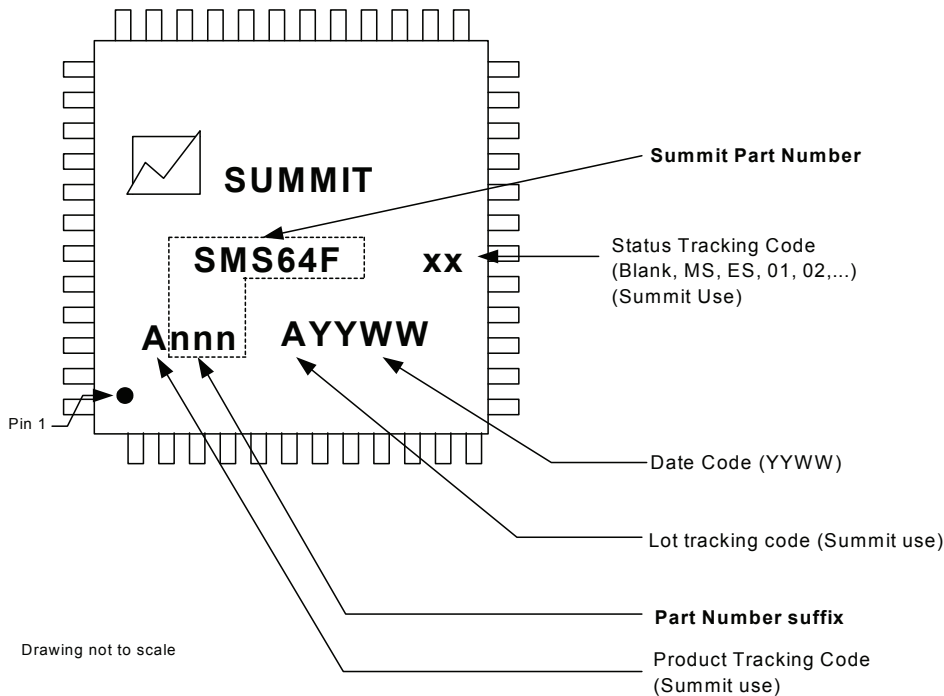 SUMMIT
Summit Part Number
SMS64F
xx
Status Tracking Code
(Blank, MS, ES, 01, 02,...)
(Summit Use)
Annn
AYYWW
Pin 1
Date Code (YYWW)
Lot tracking code (Summit use)
Part Number suffix
Drawing not to scale
Product Tracking Code
(Summit use)